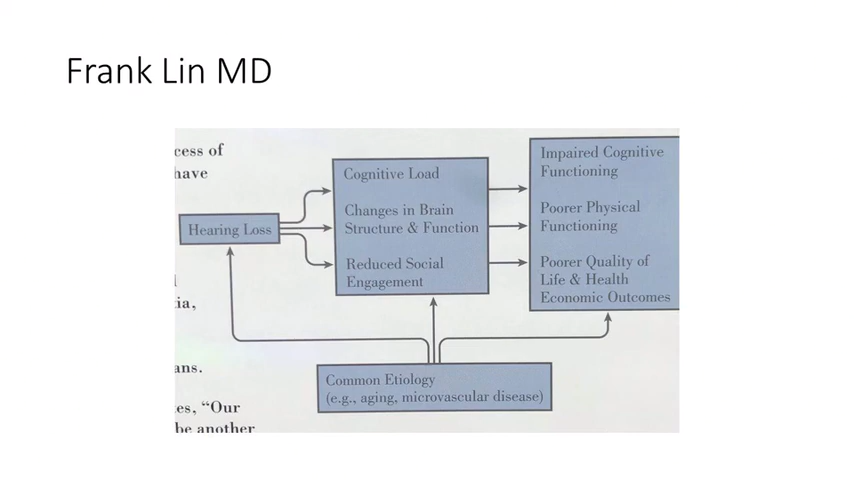 Frank Lin MD
cess of
have
Hearing Loss
Cognitive Load
Changes in Brain
Structure & Function
Reduced Social
Engagement
Impaired Cognitive
Functioning
Poorer Physical
Functioning
Poorer Quality of
Life & Health
Economic Outcomes
tia,
ans.
Common Etiology
(e.g., aging, microvascular disease)
es, “Our
be another